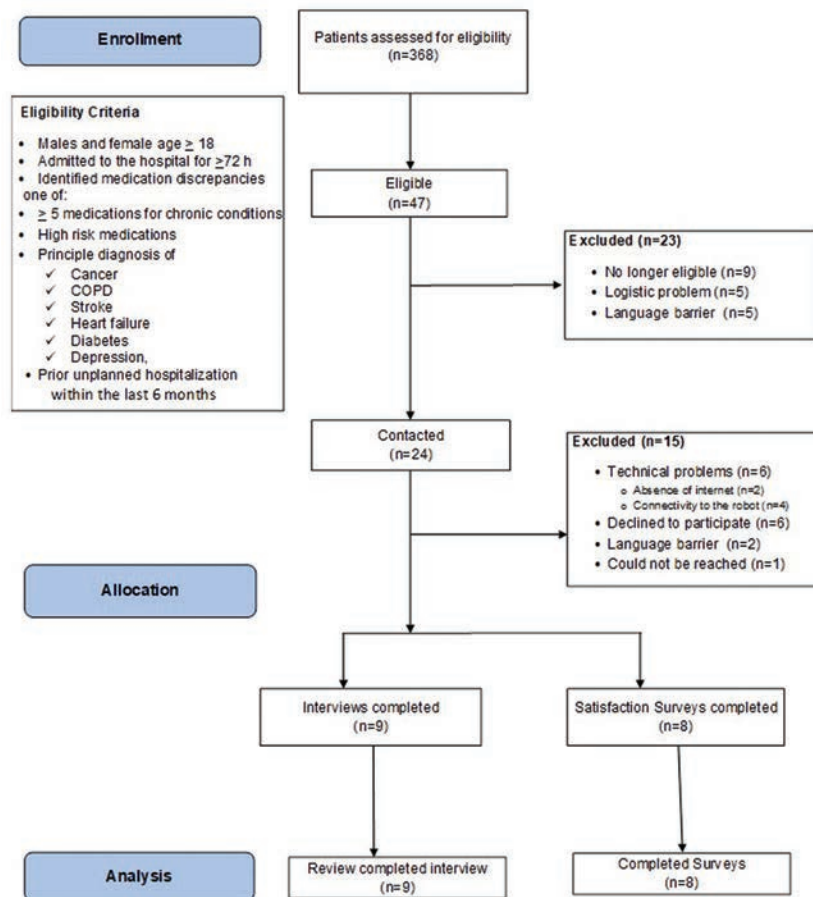 Enrollment
Patients assessed for eligibility
(n=368)
Eligibility Criteria
• Males and female age ≥ 18
• Admitted to the hospital for ≥72 h
• Identified medication discrepancies
one of:
• ≥ 5 medications for chronic conditions
• High risk medications
• Principle diagnosis of
✓ Cancer
✓ COPD
✓ Stroke
✓ Heart failure
✓ Diabetes
✓ Depression,
• Prior unplanned hospitalization
within the last 6 months
Eligible
(n=47)
Excluded (n=23)
• No longer eligible (n=9)
• Logistic problem (n=5)
• Language barrier (n=5)
Contacted
(n=24)
Excluded (n=15)
• Technical problems (n=6)
o Absence of internet (n=2)
o Connectivity to the robot (n=4)
• Declined to participate (n=6)
• Language barrier (n=2)
• Could not be reached (n=1)
Allocation
Interviews completed
(n=9)
Satisfaction Surveys completed
(n=8)
Analysis
Review completed interview
(n=9)
Completed Surveys
(n=8)